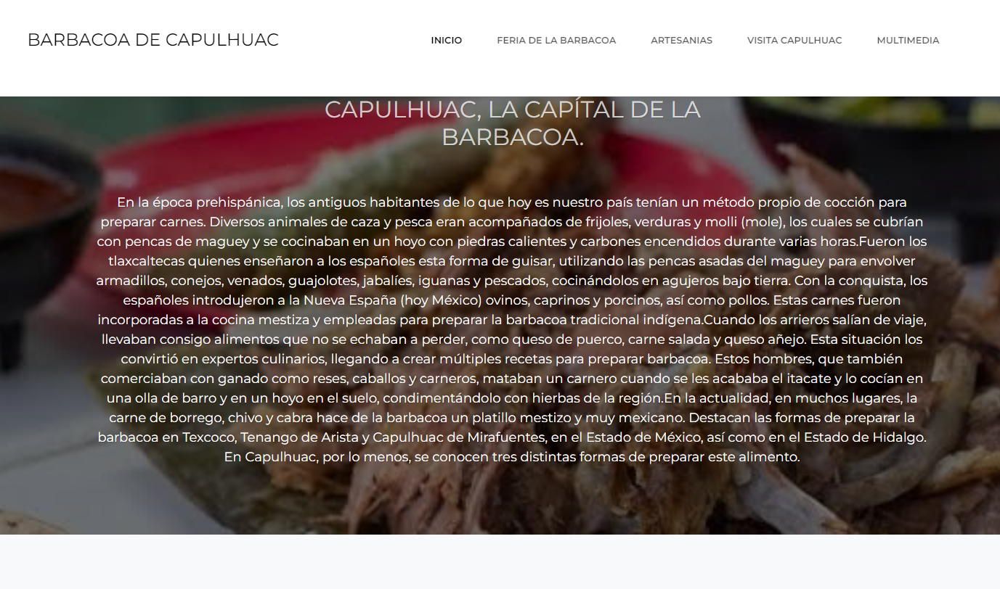 BARBACOA DE CAPULHUAC
INICIO
FERIA DE LA BARBACOA
ARTESANIAS
VISITA CAPULHUAC
MULTIMEDIA
CAPULHUAC, LA CAPÍTAL DE LA
BARBACOA.
En la época prehispánica, los antiguos habitantes de lo que hoy es nuestro país tenían un método propio de cocción para
preparar carnes. Diversos animales de caza y pesca eran acompañados de frijoles, verduras y molli (mole), los cuales se cubrían
con pencas de maguey y se cocinaban en un hoyo con piedras calientes y carbones encendidos durante varias horas.Fueron los
tlaxcaltecas quienes enseñaron a los españoles esta forma de guisar, utilizando las pencas asadas del maguey para envolver
armadillos, conejos, venados, guajolotes, jabalíes, iguanas y pescados, cocinándolos en agujeros bajo tierra. Con la conquista, los
españoles introdujeron a la Nueva España (hoy México) ovinos, caprinos y porcinos, así como pollos. Estas carnes fueron
incorporadas a la cocina mestiza y empleadas para preparar la barbacoa tradicional indígena.Cuando los arrieros salían de viaje,
llevaban consigo alimentos que no se echaban a perder, como queso de puerco, carne salada y queso añejo. Esta situación los
convirtió en expertos culinarios, llegando a crear múltiples recetas para preparar barbacoa. Estos hombres, que también
comerciaban con ganado como reses, caballos y carneros, mataban un carnero cuando se les acababa el itacate y lo cocían en
una olla de barro y en un hoyo en el suelo, condimentándolo con hierbas de la región.En la actualidad, en muchos lugares, la
carne de borrego, chivo y cabra hace de la barbacoa un platillo mestizo y muy mexicano. Destacan las formas de preparar la
barbacoa en Texcoco, Tenango de Arista y Capulhuac de Mirafuentes, en el Estado de México, así como en el Estado de Hidalgo.
En Capulhuac, por lo menos, se conocen tres distintas formas de preparar este alimento.